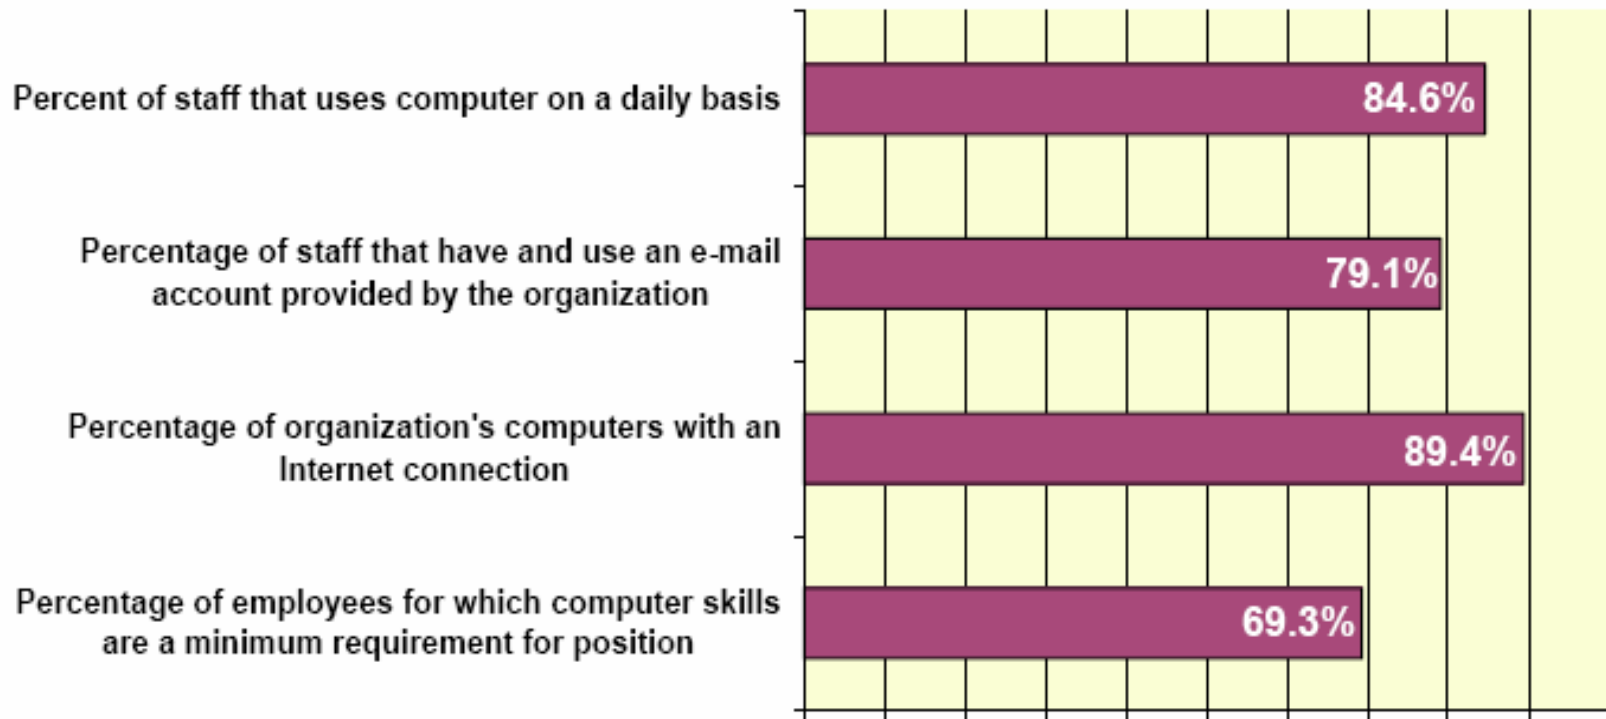 Percent of staff that uses computer on a daily basis
84.6%
Percentage of staff that have and use an e-mail
account provided by the organization
79.1%
Percentage of organization's computers with an
Internet connection
89.4%
Percentage of employees for which computer skills
are a minimum requirement for position
69.3%